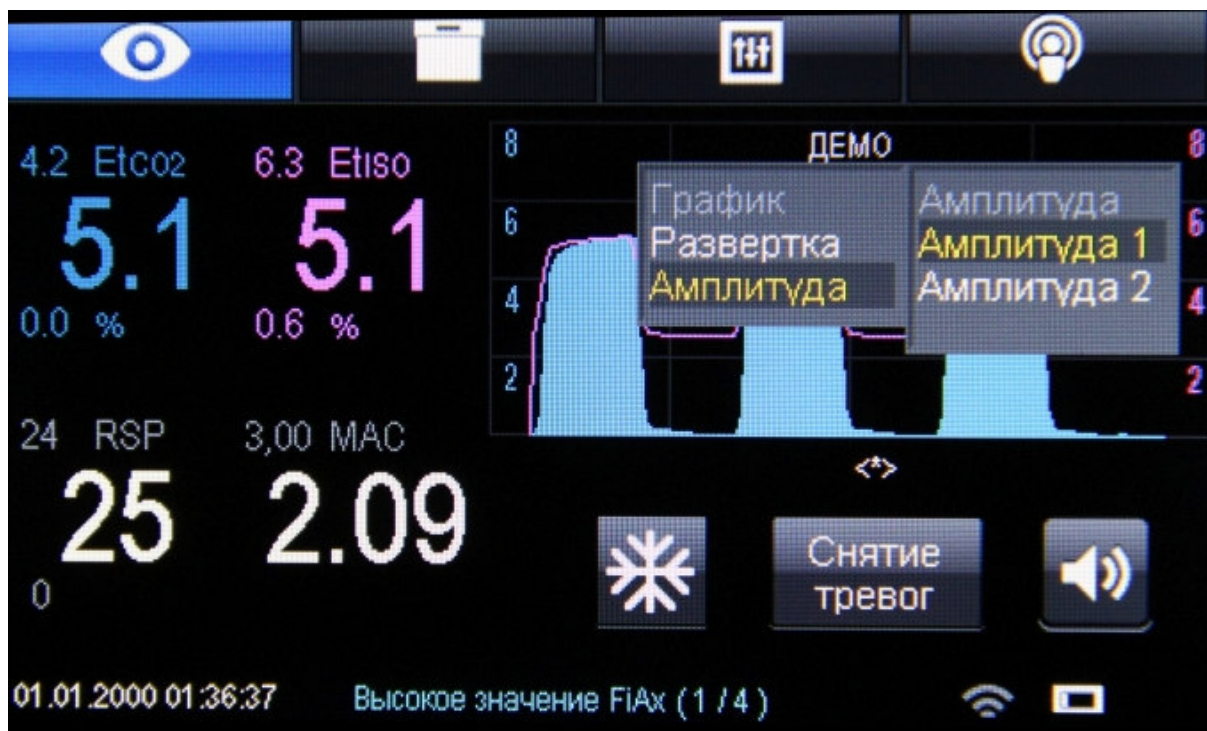 4.2 Etco2
5.1
0.0 %
6.3 Etiso
5.1
0.6 %
24 RSP
25
0
3,00 MAC
2.09
8
6
4
2
ДЕМО
8
6
4
2
График
Развертка
Амплитуда
Амплитуда
Амплитуда 1
Амплитуда 2
<*>
Снятие
тревог
01.01.2000 01:36:37
Высокое значение FiAx ( 1 / 4 )